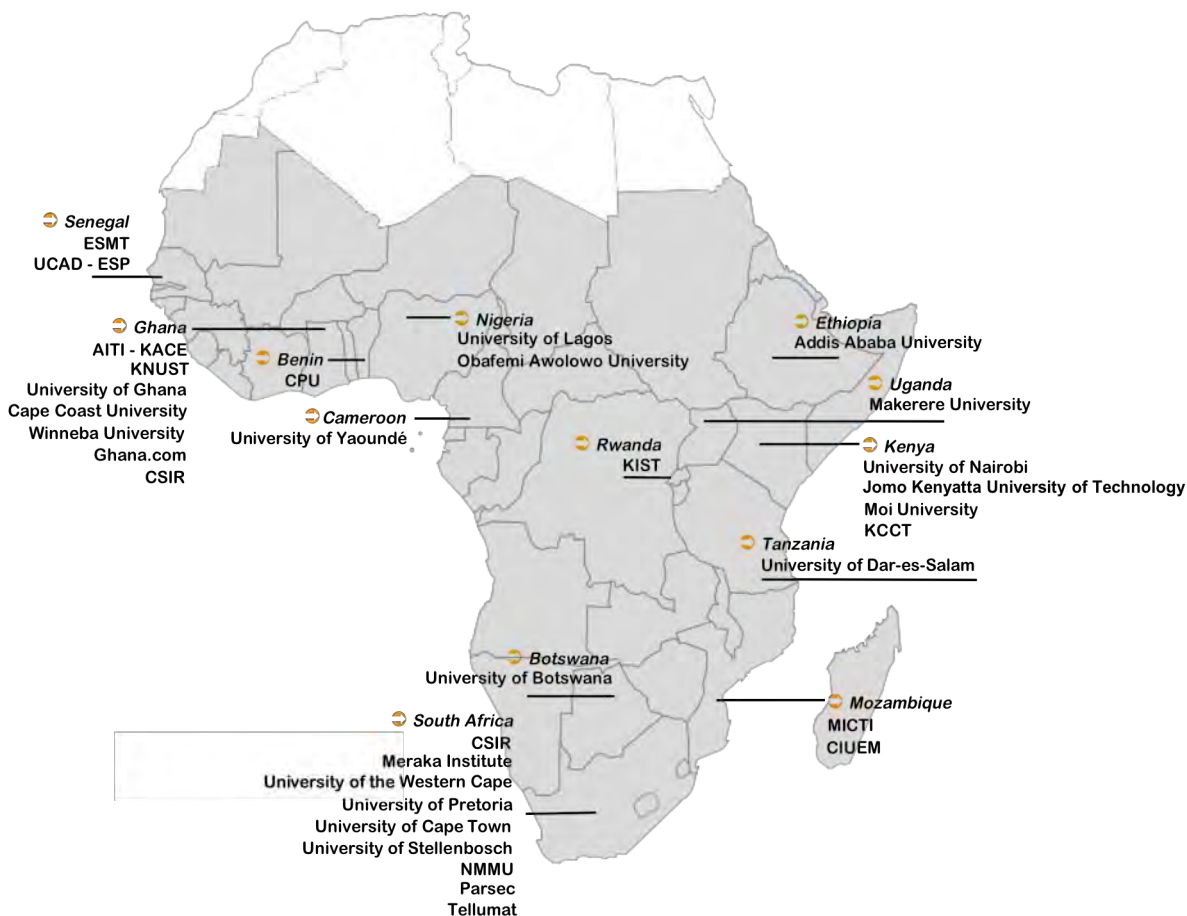 Senegal
ESMT
UCAD - ESP
Ghana
AITI - KACE
KNUST
University of Ghana
Cape Coast University
Winneba University
Ghana.com
CSIR
Benin
CPU
Nigeria
University of Lagos
Obafemi Awolowo University
Cameroon
University of Yaoundé
Ethiopia
Addis Ababa University
Uganda
Makerere University
Rwanda
KIST
Kenya
University of Nairobi
Jomo Kenyatta University of Technology
Moi University
KCCT
Tanzania
University of Dar-es-Salam
Botswana
University of Botswana
Mozambique
MICTI
CIUEM
South Africa
CSIR
Meraka Institute
University of the Western Cape
University of Pretoria
University of Cape Town
University of Stellenbosch
NMMU
Parsec
Tellumat